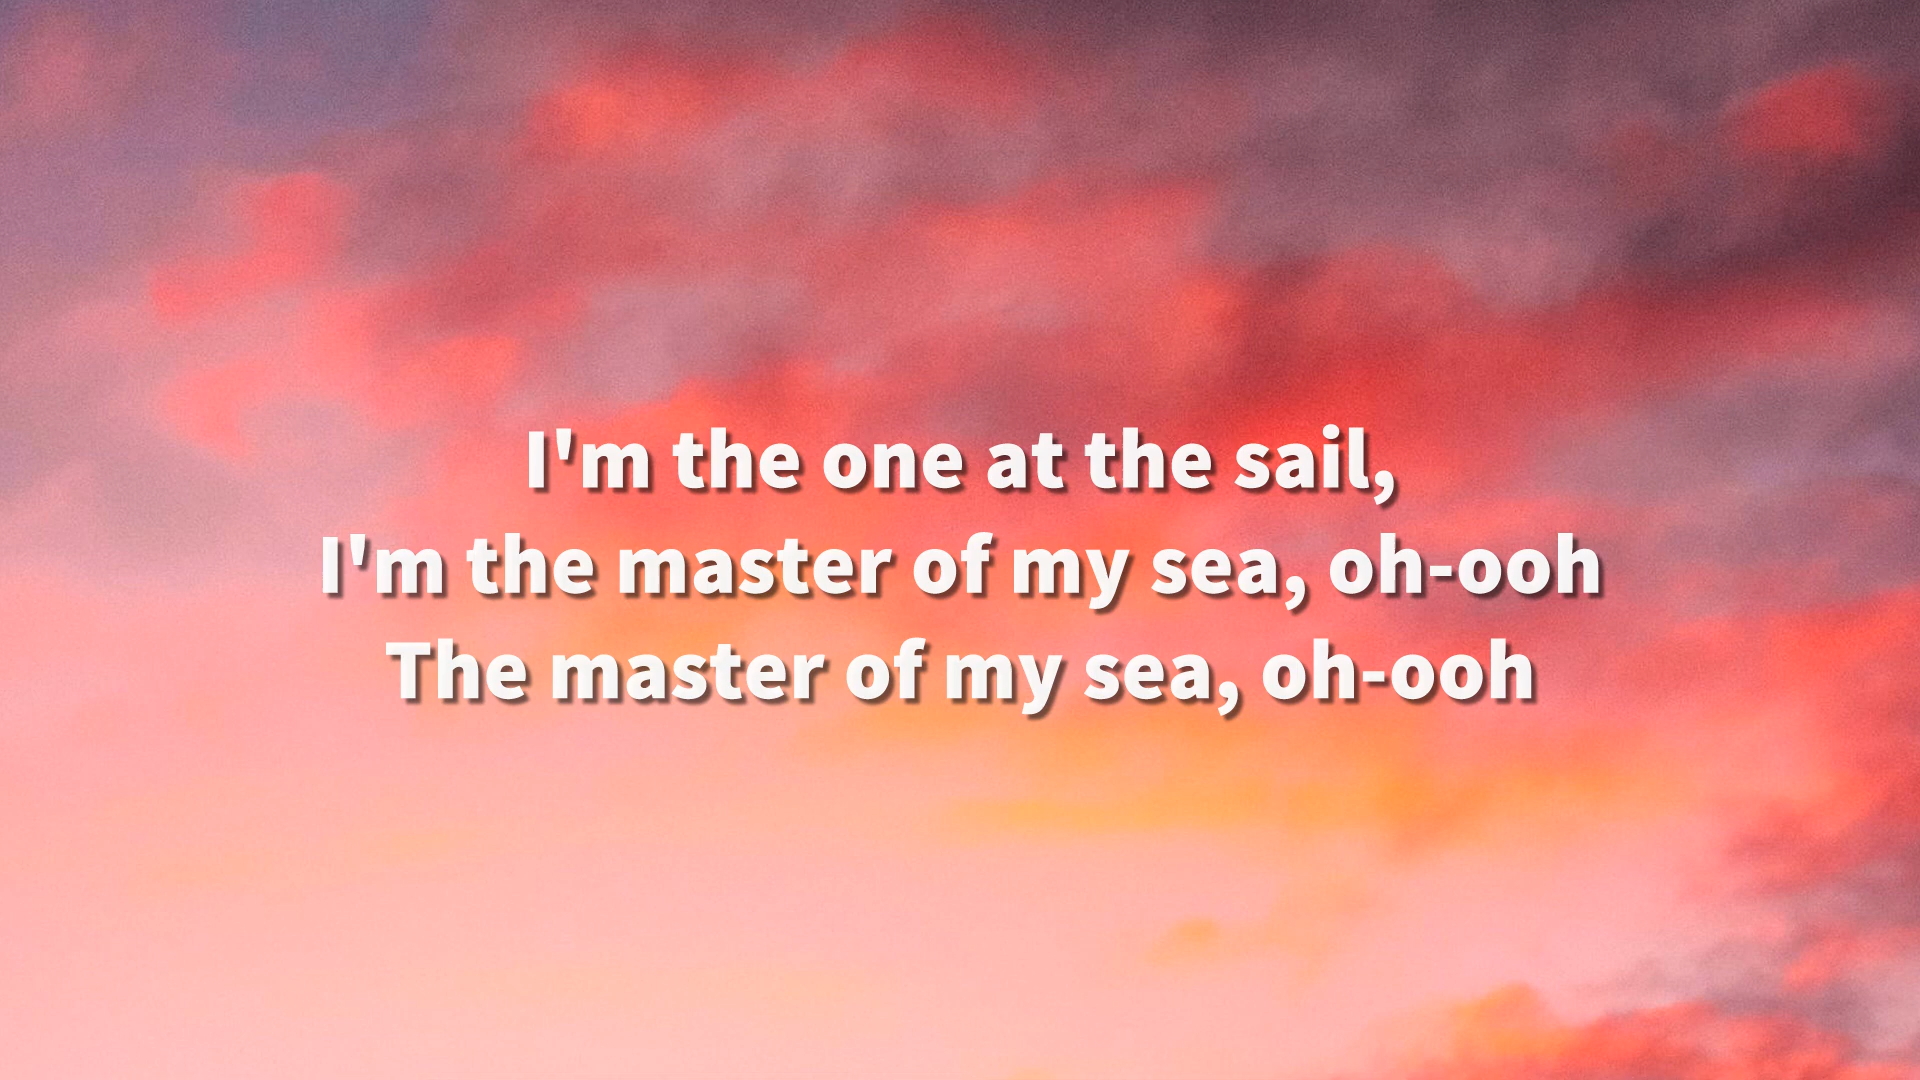 I'm the one at the sail,
I'm the master of my sea, oh-ooh
The master of my sea, oh-ooh